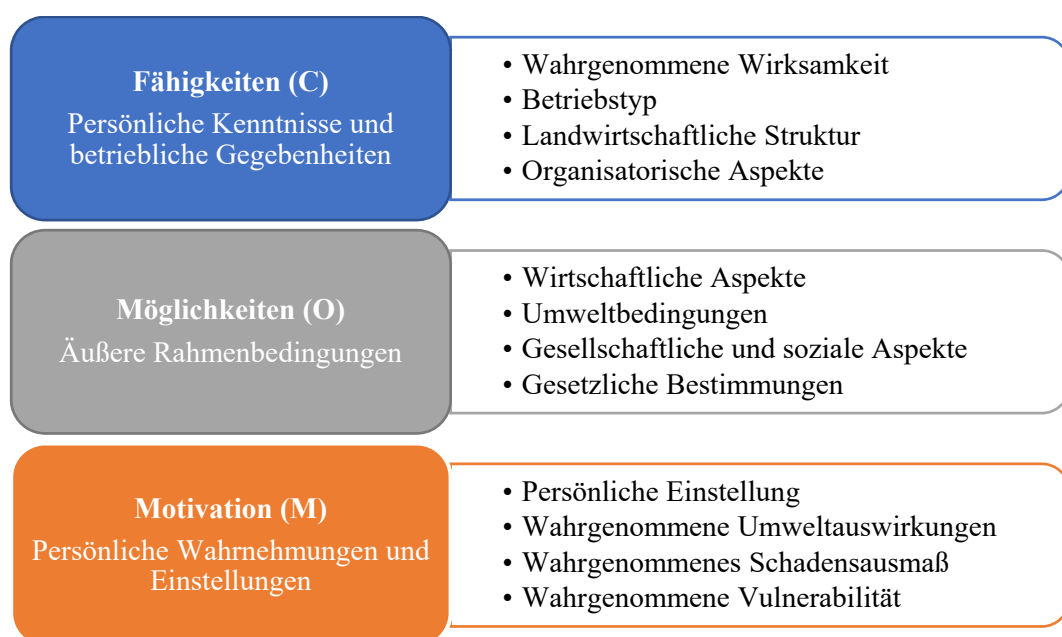 Fähigkeiten (C)
Persönliche Kenntnisse und
betriebliche Gegebenheiten
• Wahrgenommene Wirksamkeit
• Betriebstyp
• Landwirtschaftliche Struktur
• Organisatorische Aspekte
Möglichkeiten (O)
Äußere Rahmenbedingungen
• Wirtschaftliche Aspekte
• Umweltbedingungen
• Gesellschaftliche und soziale Aspekte
• Gesetzliche Bestimmungen
Motivation (M)
Persönliche Wahrnehmungen und
Einstellungen
• Persönliche Einstellung
• Wahrgenommene Umweltauswirkungen
• Wahrgenommenes Schadensausmaß
• Wahrgenommene Vulnerabilität